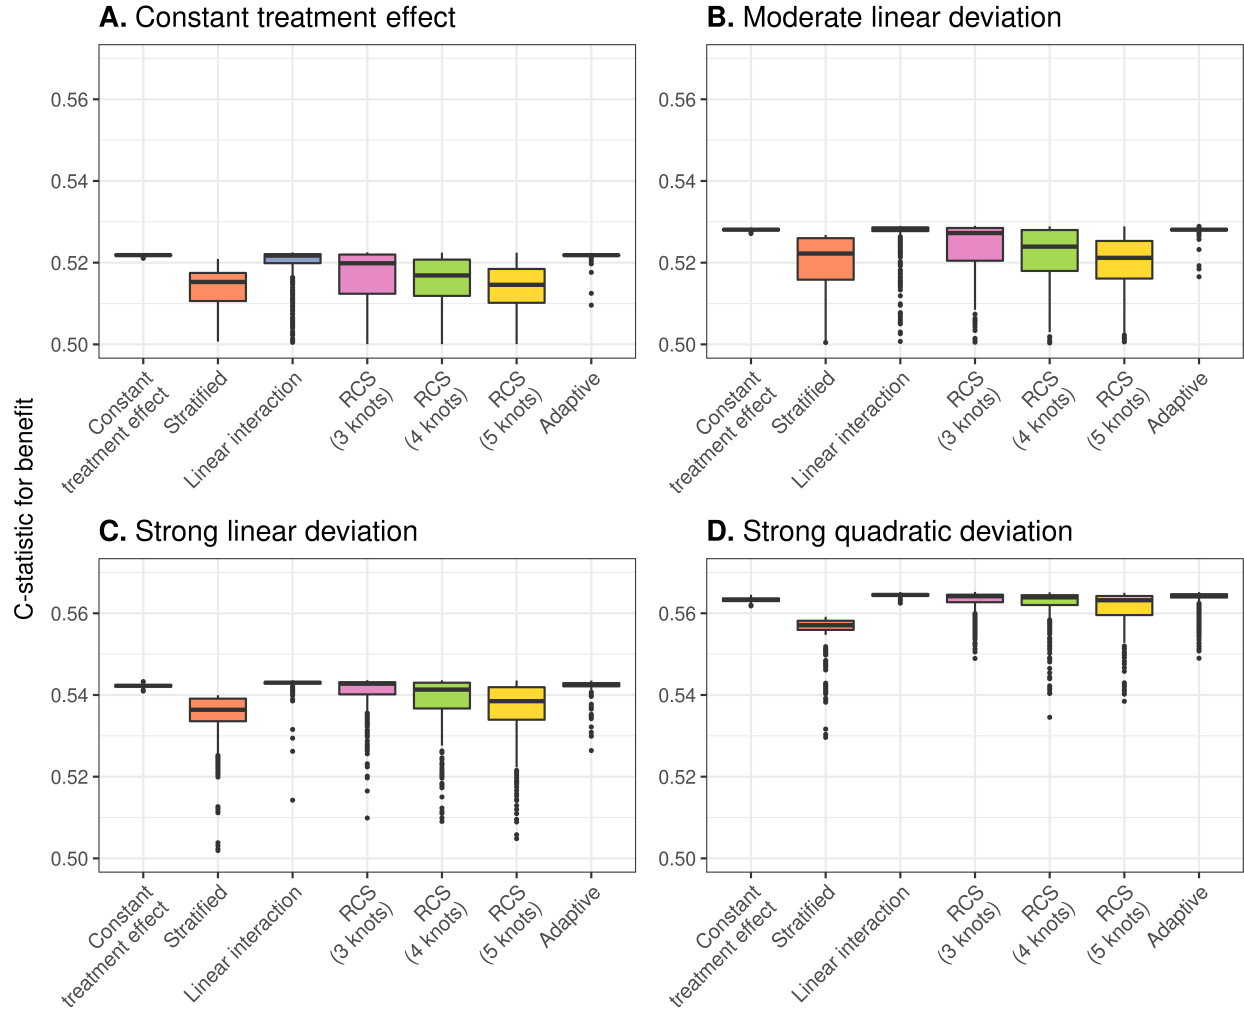 A. Constant treatment effect
B. Moderate linear deviation
0.56
0.54
0.52
0.50
Constant
treatment effect
Stratified
Linear interaction
RCS
(3 knots)
RCS
(4 knots)
RCS
(5 knots)
Adaptive
0.56
0.54
0.52
0.50
Constant
treatment effect
Stratified
Linear interaction
RCS
(3 knots)
RCS
(4 knots)
RCS
(5 knots)
Adaptive
C-statistic for benefit
C. Strong linear deviation
D. Strong quadratic deviation
0.56
0.54
0.52
0.50
Constant
treatment effect
Stratified
Linear interaction
RCS
(3 knots)
RCS
(4 knots)
RCS
(5 knots)
Adaptive
0.56
0.54
0.52
0.50
Constant
treatment effect
Stratified
Linear interaction
RCS
(3 knots)
RCS
(4 knots)
RCS
(5 knots)
Adaptive